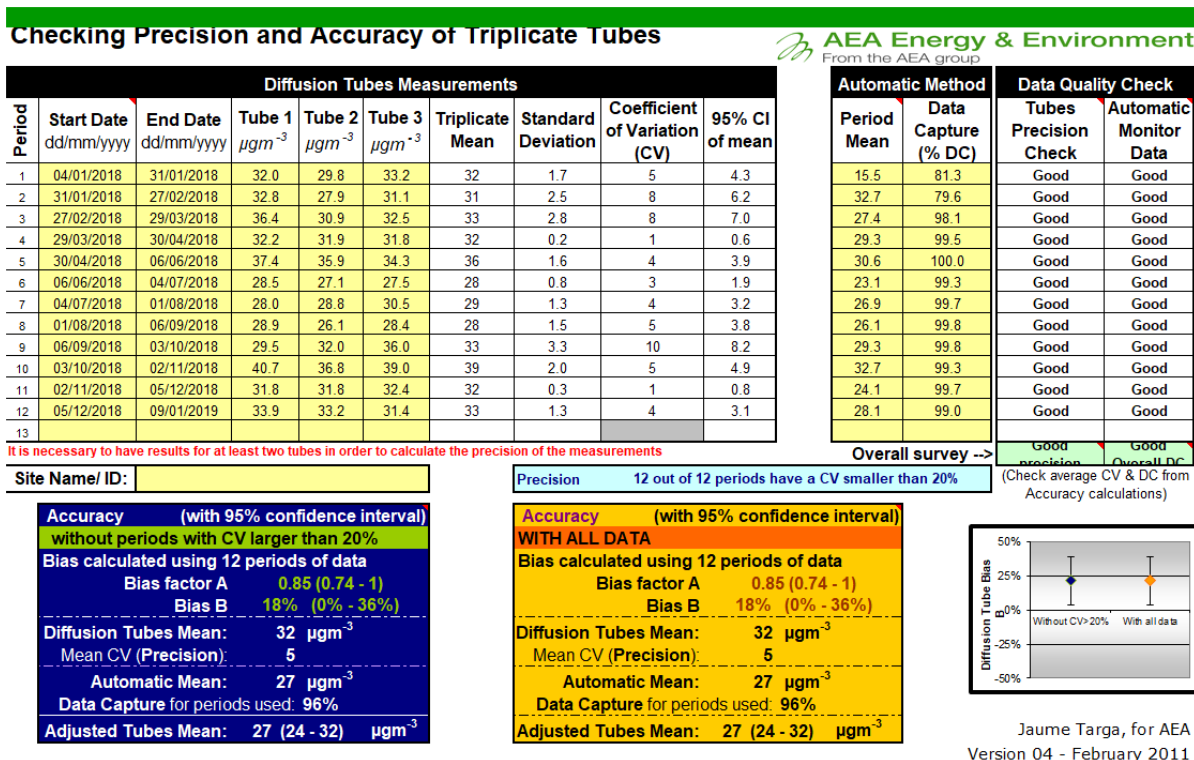 Checking Precision and Accuracy of Triplicate Tubes
AEA Energy & Environment
From the AEA group
Diffusion Tubes Measurements
Automatic Method
Data Quality Check
Period
Start Date dd/mm/yyyy
End Date dd/mm/yyyy
Tube 1 µgm-3
Tube 2 µgm-3
Tube 3 µgm-3
Triplicate Mean
Standard Deviation
Coefficient of Variation (CV)
95% CI of mean
Period Mean
Data Capture (% DC)
Tubes Precision Check
Automatic Monitor Data
1 04/01/2018 31/01/2018 32.0 29.8 33.2 32 1.7 5 4.3 15.5 81.3 Good Good
2 31/01/2018 27/02/2018 32.8 27.9 31.1 31 2.5 8 6.2 32.7 79.6 Good Good
3 27/02/2018 29/03/2018 36.4 30.9 32.5 33 2.8 8 7.0 27.4 98.1 Good Good
4 29/03/2018 30/04/2018 32.2 31.9 31.8 32 0.2 1 0.6 29.3 99.5 Good Good
5 30/04/2018 06/06/2018 37.4 35.9 34.3 36 1.6 4 3.9 30.6 100.0 Good Good
6 06/06/2018 04/07/2018 28.5 27.1 27.5 28 0.8 3 1.9 23.1 99.3 Good Good
7 04/07/2018 01/08/2018 28.0 28.8 30.5 29 1.3 4 3.2 26.9 99.7 Good Good
8 01/08/2018 06/09/2018 28.9 26.1 28.4 28 1.5 5 3.8 26.1 99.8 Good Good
9 06/09/2018 03/10/2018 29.5 32.0 36.0 33 3.3 10 8.2 29.3 99.8 Good Good
10 03/10/2018 02/11/2018 40.7 36.8 39.0 39 2.0 5 4.9 32.7 99.3 Good Good
11 02/11/2018 05/12/2018 31.8 31.8 32.4 32 0.3 1 0.8 24.1 99.7 Good Good
12 05/12/2018 09/01/2019 33.9 33.2 31.4 33 1.3 4 3.1 28.1 99.0 Good Good
13
It is necessary to have results for at least two tubes in order to calculate the precision of the measurements
Overall survey -->
Good precision
Good Overall DC
Site Name/ ID:
Precision 12 out of 12 periods have a CV smaller than 20%
(Check average CV & DC from
Accuracy calculations)
Accuracy (with 95% confidence interval)
without periods with CV larger than 20%
Bias calculated using 12 periods of data
Bias factor A 0.85 (0.74 - 1)
Bias B 18% (0% - 36%)
Diffusion Tubes Mean: 32 µgm-3
Mean CV (Precision): 5
Automatic Mean: 27 µgm-3
Data Capture for periods used: 96%
Adjusted Tubes Mean: 27 (24 - 32) µgm-3
Accuracy (with 95% confidence interval)
WITH ALL DATA
Bias calculated using 12 periods of data
Bias factor A 0.85 (0.74 - 1)
Bias B 18% (0% - 36%)
Diffusion Tubes Mean: 32 µgm-3
Mean CV (Precision): 5
Automatic Mean: 27 µgm-3
Data Capture for periods used: 96%
Adjusted Tubes Mean: 27 (24 - 32) µgm-3
Diffusion Tube Bias B
50%
25%
0%
-25%
-50%
Without CV>20%
With all data
Jaume Targa, for AEA
Version 04 - February 2011